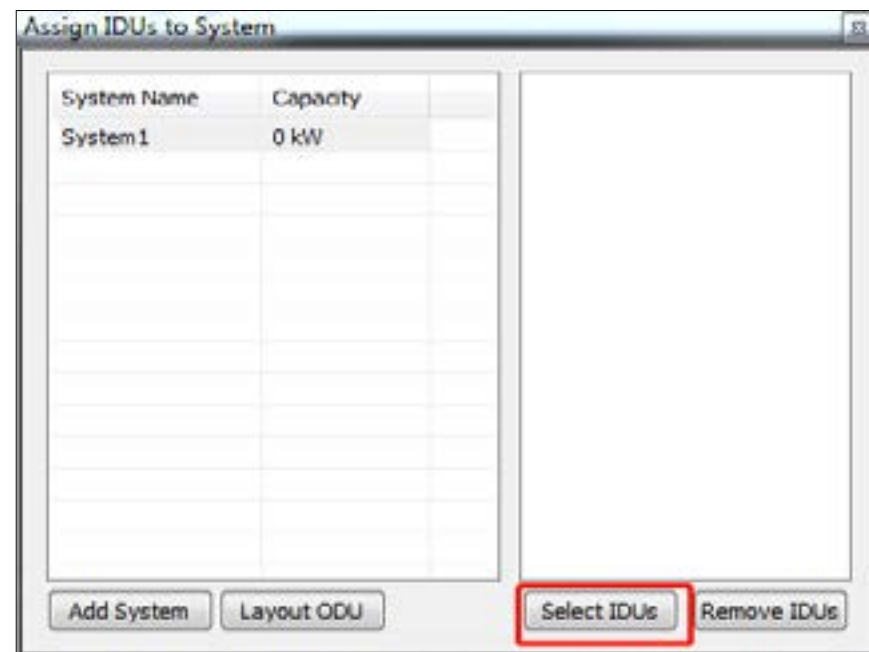 Assign IDUs to System
System Name Capacity
System1 0 kW
Add System Layout ODU Select IDUs Remove IDUs